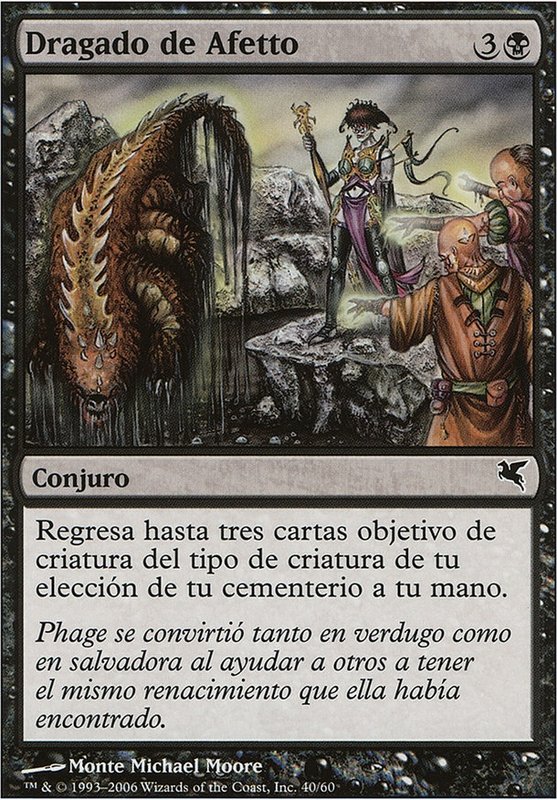 Dragado de Afetto 3
Conjuro
Regresa hasta tres cartas objetivo de
criatura del tipo de criatura de tu
elección de tu cementerio a tu mano.
Phage se convirtió tanto en verdugo como
en salvadora al ayudar a otros a tener
el mismo renacimiento que ella había
encontrado.
Monte Michael Moore
™ & © 1993–2006 Wizards of the Coast, Inc. 40/60